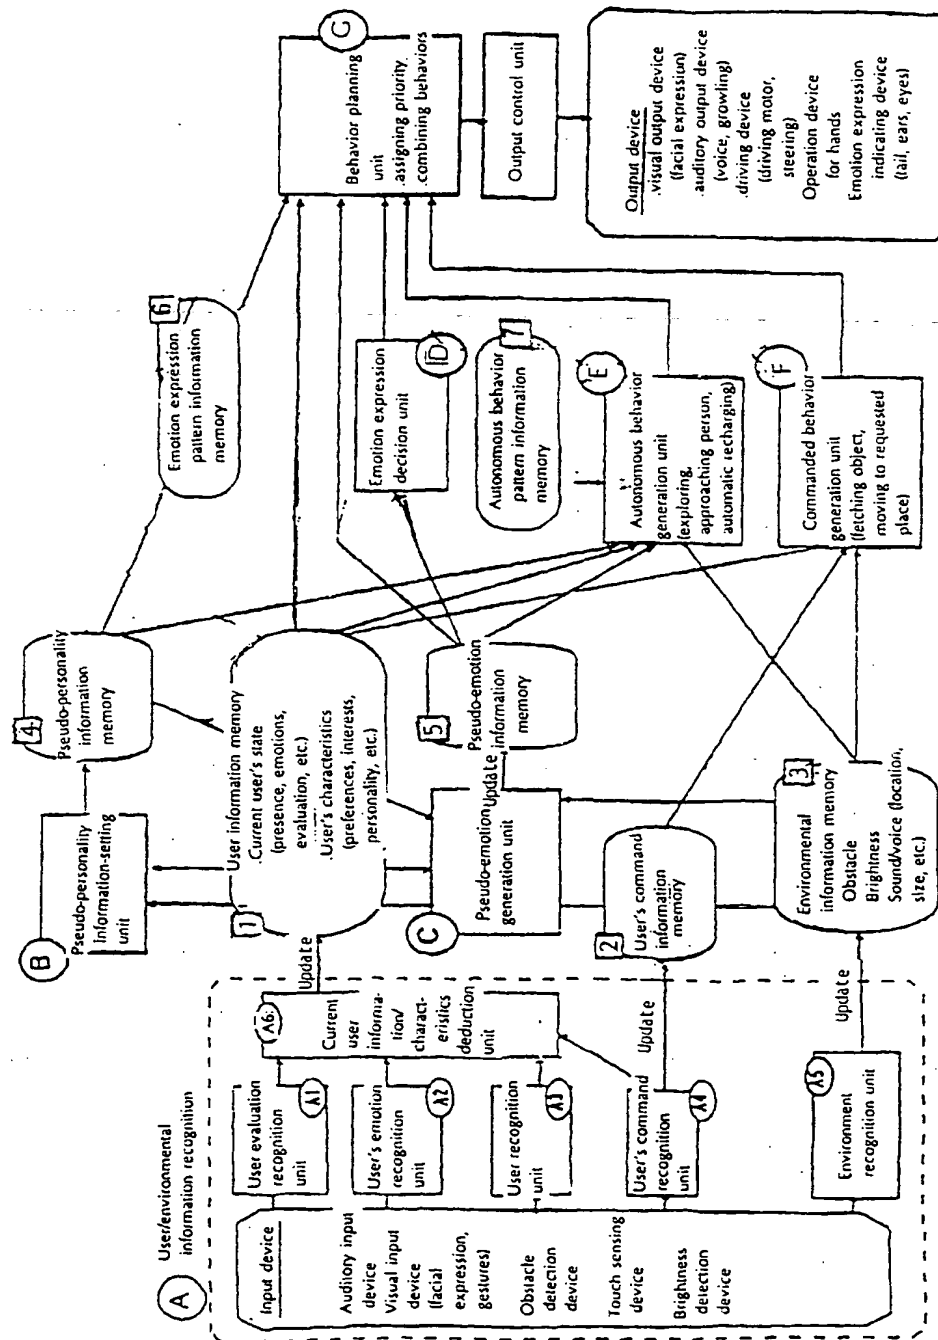 A
User/environmental
information recognition
Input device
Auditory input
device
Visual input
device
(facial
expression,
gestures)
Obstacle
detection
device
Touch sensing
device
Brightness
detection
device
User evaluation
recognition
unit
A1
User's emotion
recognition
unit
A2
User recognition
unit
A3
User's command
recognition
unit
A4
Environment
recognition unit
A5
A6
Current
user
informa-
tion/
charact-
eristics
deduction
unit
Update
Update
Update
B
Pseudo-personality
Information-setting
unit
1
User information memory
.Current user's state
(presence, emotions,
evaluation, etc.)
.User's characteristics
(preferences, interests
personality, etc.)
C
Pseudo-emotion
generation unit
Update
2
User's command
information
memory
3
Environmental
information memory
Obstacle
Brightness
Sound/voice (location,
size, etc.)
4
Pseudo-personality
information
memory
5
Pseudo-emotion
information
memory
6
Emotion expression
pattern information
memory
Emotion expression
decision unit
D
7
Autonomous behavior
pattern information
memory
E
Autonomous behavior
generation unit
(exploring,
approaching person,
automatic recharging)
F
Commanded behavior
generation unit
(fetching object,
moving to requested
place)
G
Behavior planning
unit
.assigning priority
.combining behaviors
Output control unit
Output device
.visual output device
(facial expression)
.auditory output device
(voice, growling)
.driving device
(driving motor,
steering)
Operation device
for hands
Emotion expression
indicating device
(tail, ears, eyes)